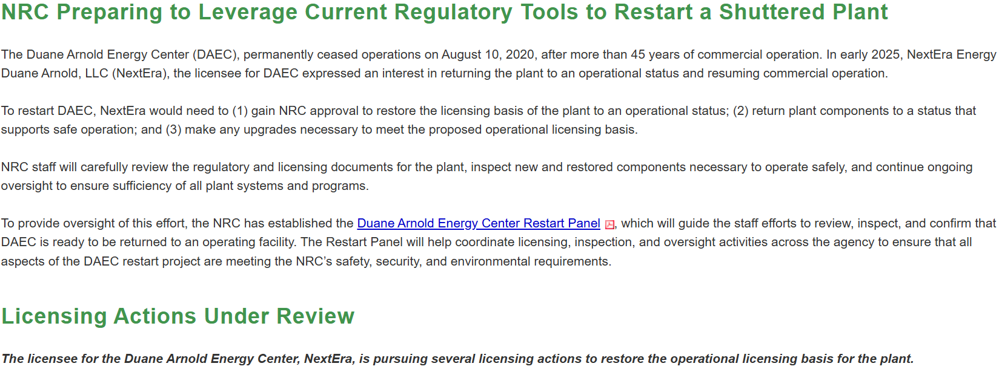 NRC Preparing to Leverage Current Regulatory Tools to Restart a Shuttered Plant
The Duane Arnold Energy Center (DAEC), permanently ceased operations on August 10, 2020, after more than 45 years of commercial operation. In early 2025, NextEra Energy
Duane Arnold, LLC (NextEra), the licensee for DAEC expressed an interest in returning the plant to an operational status and resuming commercial operation.
To restart DAEC, NextEra would need to (1) gain NRC approval to restore the licensing basis of the plant to an operational status; (2) return plant components to a status that
supports safe operation; and (3) make any upgrades necessary to meet the proposed operational licensing basis.
NRC staff will carefully review the regulatory and licensing documents for the plant, inspect new and restored components necessary to operate safely, and continue ongoing
oversight to ensure sufficiency of all plant systems and programs.
To provide oversight of this effort, the NRC has established the Duane Arnold Energy Center Restart Panel , which will guide the staff efforts to review, inspect, and confirm that
DAEC is ready to be returned to an operating facility. The Restart Panel will help coordinate licensing, inspection, and oversight activities across the agency to ensure that all
aspects of the DAEC restart project are meeting the NRC’s safety, security, and environmental requirements.
Licensing Actions Under Review
The licensee for the Duane Arnold Energy Center, NextEra, is pursuing several licensing actions to restore the operational licensing basis for the plant.